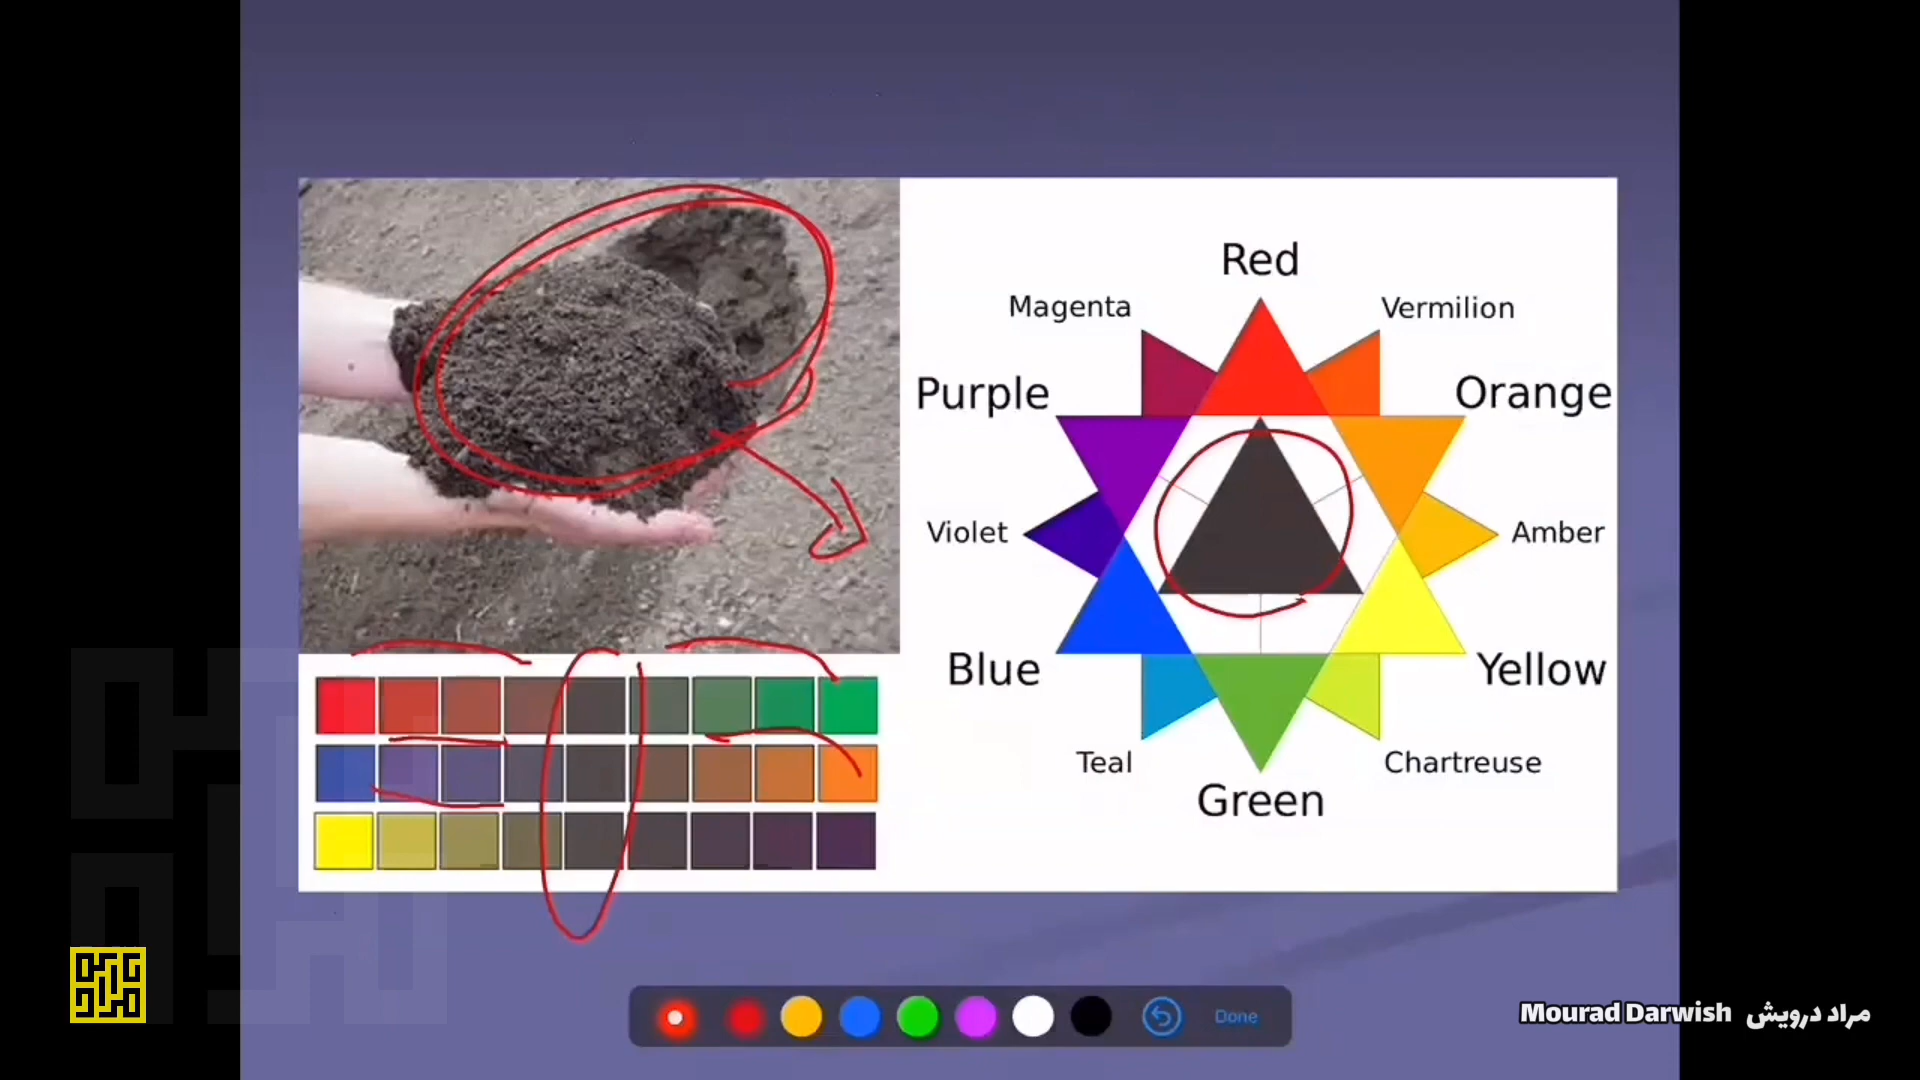 Red
Magenta
Vermilion
Purple
Orange
Violet
Amber
Blue
Yellow
Teal
Chartreuse
Green
Done
Mourad Darwish مراد درويش